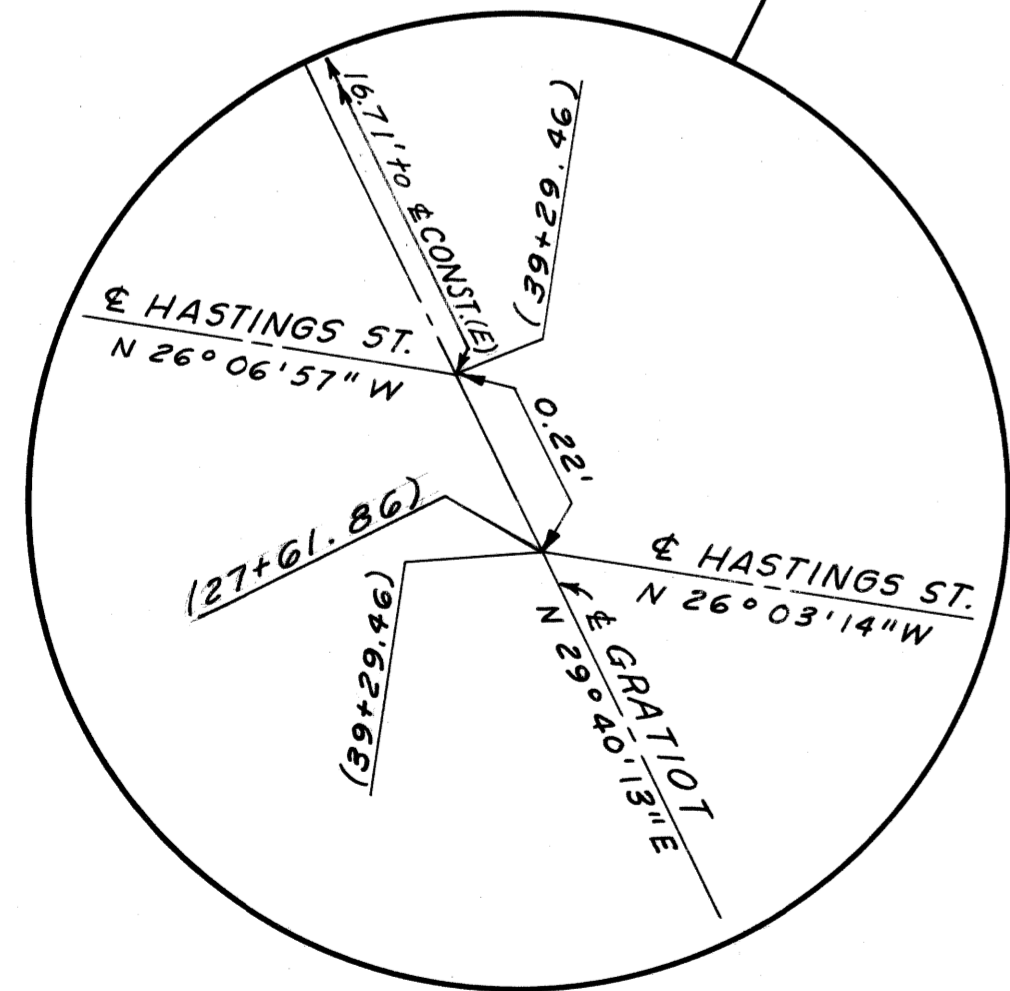 16.71' to ℄ CONST.(E)
(39+29.46)
℄ HASTINGS ST.
N 26° 06' 57" W
0.22'
(27+61.86)
(39+29.46)
℄ HASTINGS ST.
N 26° 03' 14" W
℄ GRATIOT
N 29° 40' 13" E